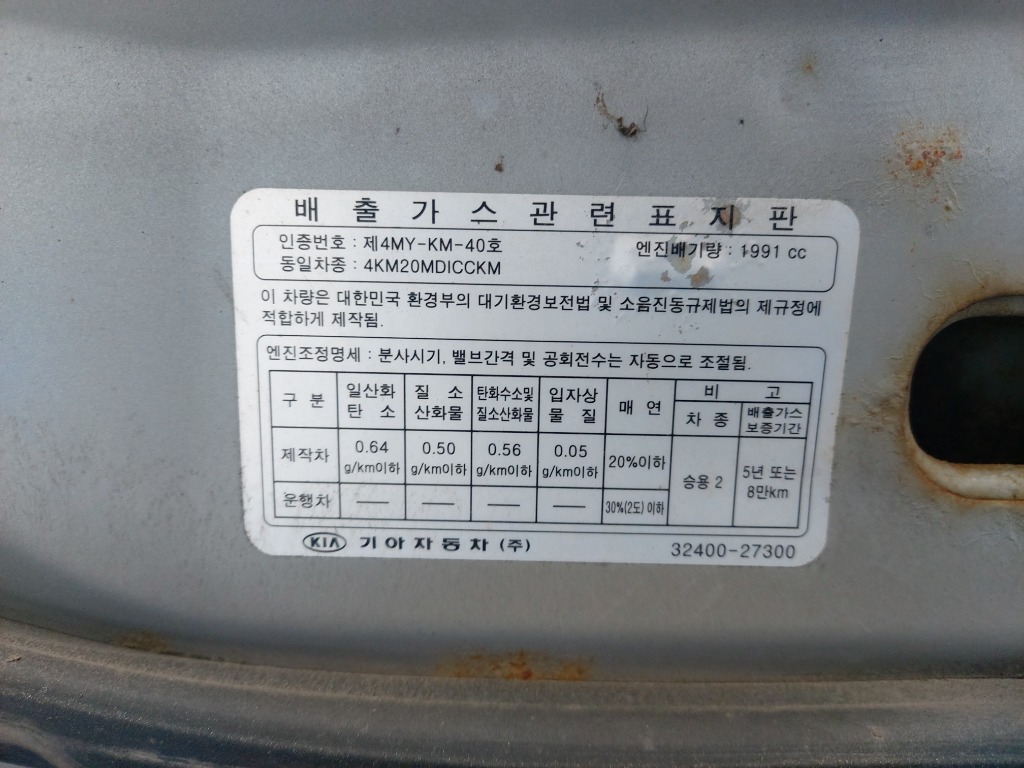 배 출 가 스 관 련 표 지 판
인증번호 : 제4MY-KM-40호 엔진배기량 : 1991 cc
동일차종 : 4KM20MDICCKM
이 차량은 대한민국 환경부의 대기환경보전법 및 소음진동규제법의 제규정에
적합하게 제작됨.
엔진조정명세 : 분사시기, 밸브간격 및 공회전수는 자동으로 조절됨.
구 분 일산화 탄 소 질 소 산화물 탄화수소및 질소산화물 입자상 물 질 매 연 비 고
차 종 배출가스 보증기간
제작차 0.64 g/km이하 0.50 g/km이하 0.56 g/km이하 0.05 g/km이하 20%이하 승용 2 5년 또는 8만km
운행차 — — — — 30%(2도) 이하
KIA 기아자동차 (주) 32400-27300